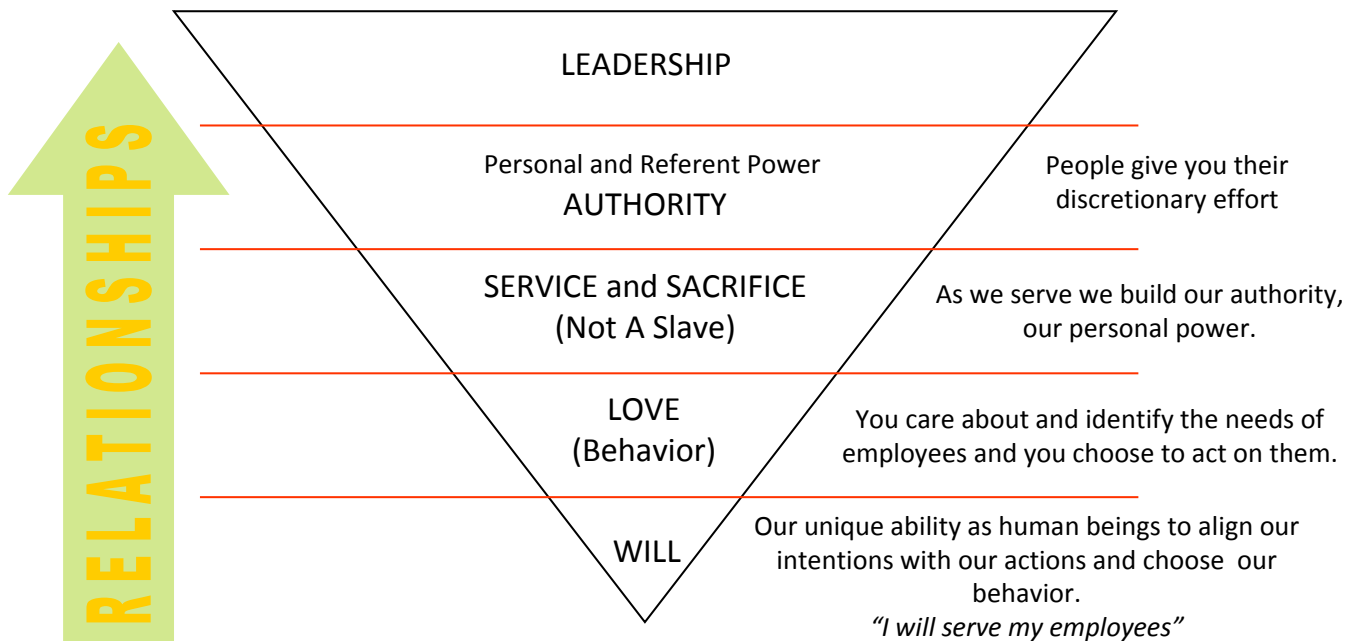 RELATIONSHIPS
LEADERSHIP
Personal and Referent Power
AUTHORITY
People give you their
discretionary effort
SERVICE and SACRIFICE
(Not A Slave)
As we serve we build our authority,
our personal power.
LOVE
(Behavior)
You care about and identify the needs of
employees and you choose to act on them.
WILL
Our unique ability as human beings to align our
intentions with our actions and choose our
behavior.
"I will serve my employees"